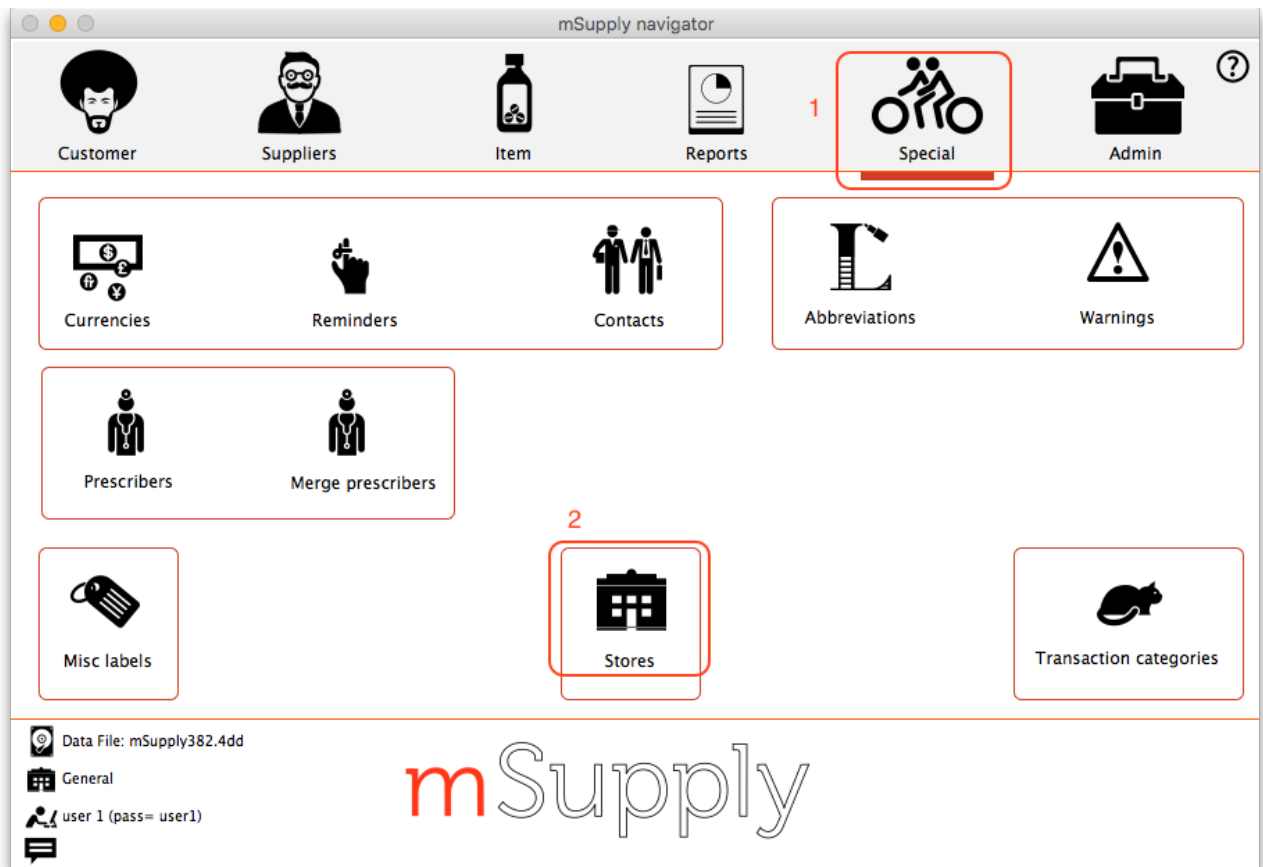 mSupply navigator
?
Customer
Suppliers
Item
Reports
1
Special
Admin
Currencies
Reminders
Contacts
Abbreviations
Warnings
Prescribers
Merge prescribers
2
Misc labels
Stores
Transaction categories
Data File: mSupply382.4dd
General
user 1 (pass= user1)
mSupply